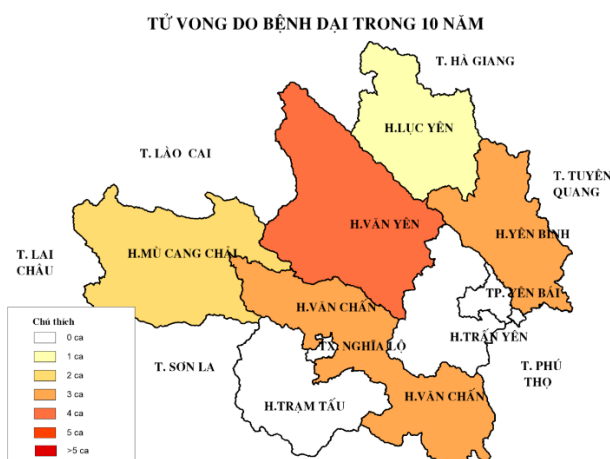 TỬ VONG DO BỆNH DẠI TRONG 10 NĂM
T. HÀ GIANG
H.LỤC YÊN
T. LÀO CAI
T. TUYÊN
QUANG
H.VĂN YÊN
H.YÊN BÌNH
T. LAI
CHÂU
H.MÙ CANG CHẢI
TP. YÊN BÁI
H.VĂN CHẤN
H.TRẤN YÊN
TX. NGHĨA LỘ
T. SƠN LA
T. PHÚ
THỌ
H.TRẠM TẤU
H.VĂN CHẤN
Chú thích
0 ca
1 ca
2 ca
3 ca
4 ca
5 ca
>5 ca